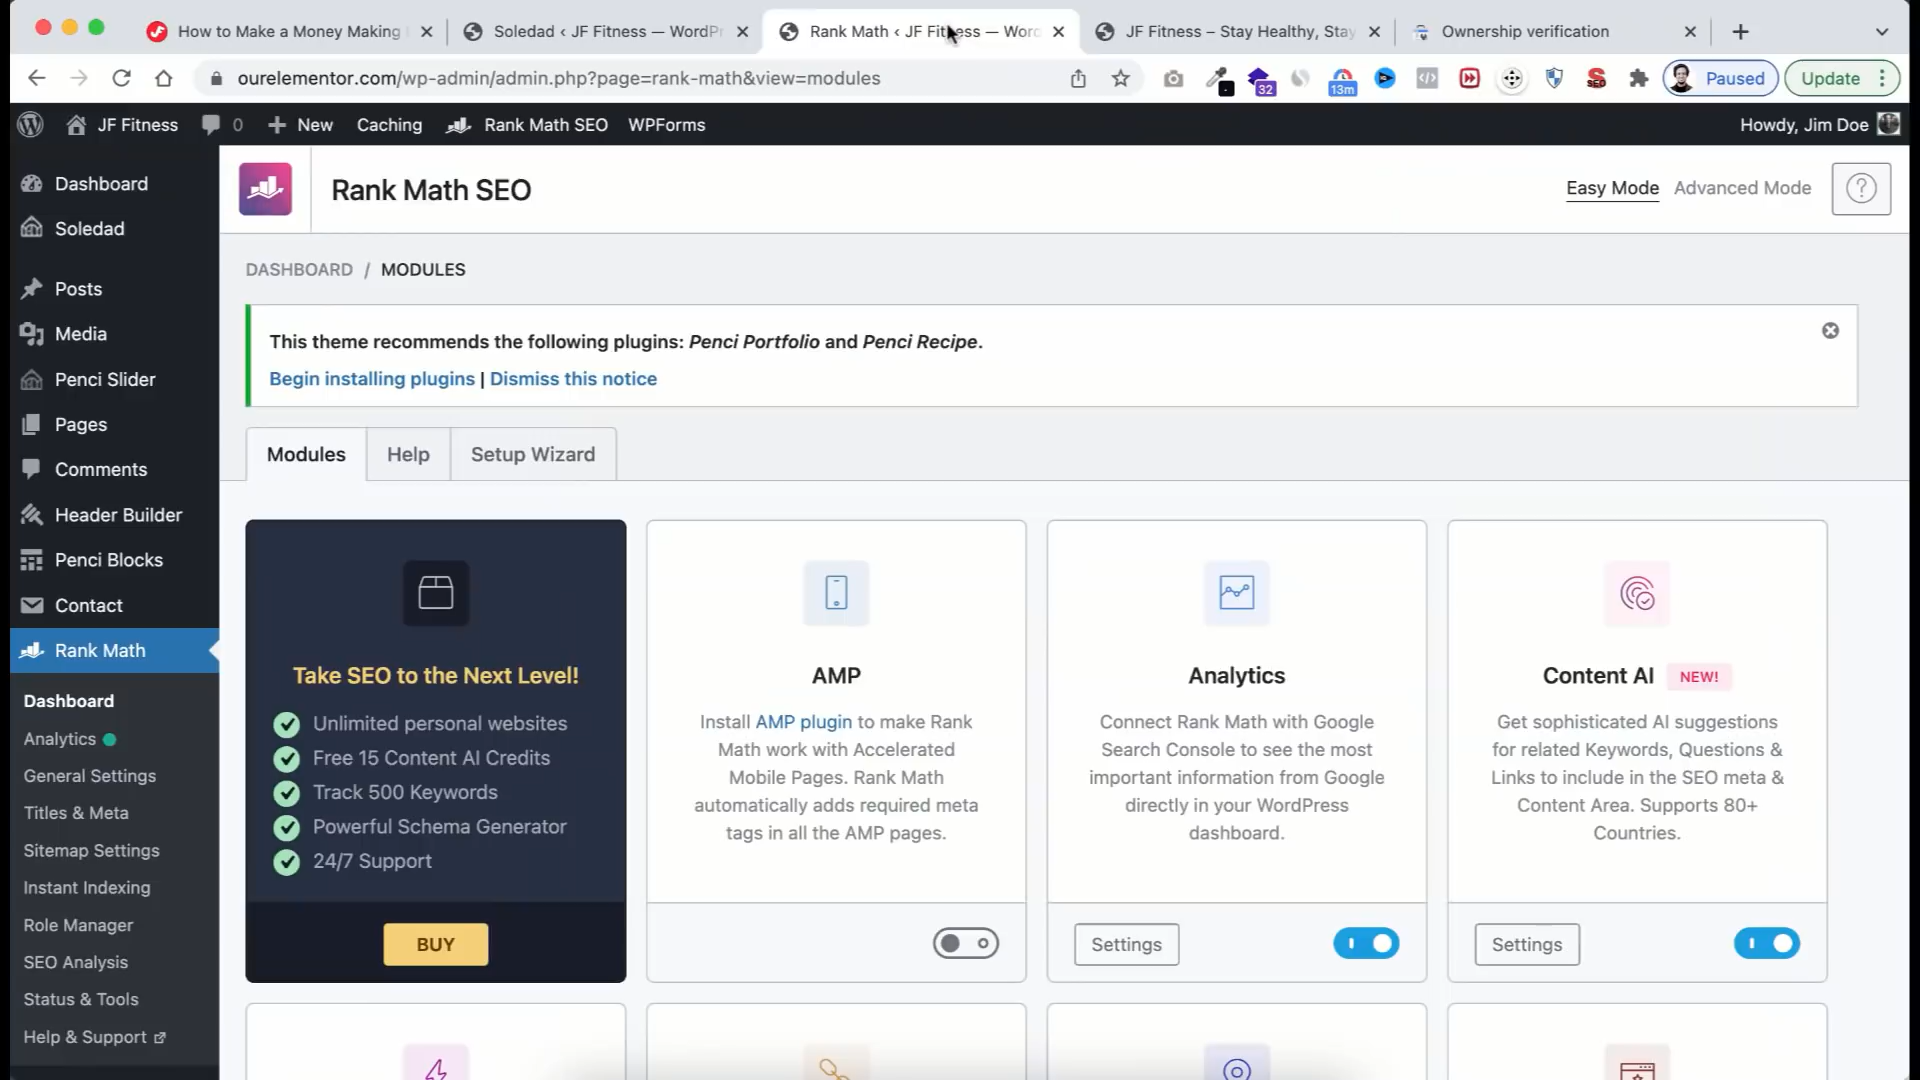 How to Make a Money Making
Soledad ‹ JF Fitness — WordPr
Rank Math ‹ JF Fitness — Word
JF Fitness – Stay Healthy, Stay
Ownership verification
ourelementor.com/wp-admin/admin.php?page=rank-math&view=modules
32
13m
SEO
Paused
Update
JF Fitness
0
New
Caching
Rank Math SEO
WPForms
Howdy, Jim Doe
Dashboard
Soledad
Posts
Media
Penci Slider
Pages
Comments
Header Builder
Penci Blocks
Contact
Rank Math
Dashboard
Analytics
General Settings
Titles & Meta
Sitemap Settings
Instant Indexing
Role Manager
SEO Analysis
Status & Tools
Help & Support
Rank Math SEO
Easy Mode
Advanced Mode
DASHBOARD / MODULES
This theme recommends the following plugins: Penci Portfolio and Penci Recipe.
Begin installing plugins | Dismiss this notice
Modules
Help
Setup Wizard
Take SEO to the Next Level!
Unlimited personal websites
Free 15 Content AI Credits
Track 500 Keywords
Powerful Schema Generator
24/7 Support
BUY
AMP
Install AMP plugin to make Rank
Math work with Accelerated
Mobile Pages. Rank Math
automatically adds required meta
tags in all the AMP pages.
Analytics
Connect Rank Math with Google
Search Console to see the most
important information from Google
directly in your WordPress
dashboard.
Settings
Content AI NEW!
Get sophisticated AI suggestions
for related Keywords, Questions &
Links to include in the SEO meta &
Content Area. Supports 80+
Countries.
Settings